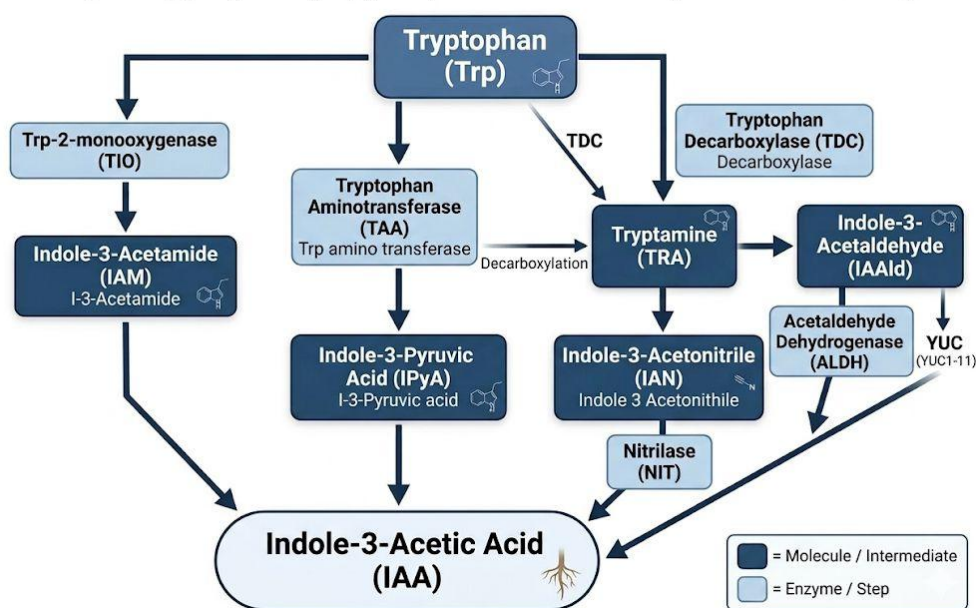 Tryptophan
(Trp)
Trp-2-monooxygenase
(TIO)
TDC
Tryptophan
Decarboxylase (TDC)
Decarboxylase
Tryptophan
Aminotransferase
(TAA)
Trp amino transferase
Decarboxylation
Indole-3-Acetamide
(IAM)
I-3-Acetamide
Tryptamine
(TRA)
Indole-3-
Acetaldehyde
(IAAld)
Indole-3-Pyruvic
Acid (IPyA)
I-3-Pyruvic acid
Indole-3-Acetonitrile
(IAN)
Indole 3 Acetonithile
Acetaldehyde
Dehydrogenase
(ALDH)
YUC
(YUC1-11)
Nitrilase
(NIT)
Indole-3-Acetic Acid
(IAA)
= Molecule / Intermediate
= Enzyme / Step